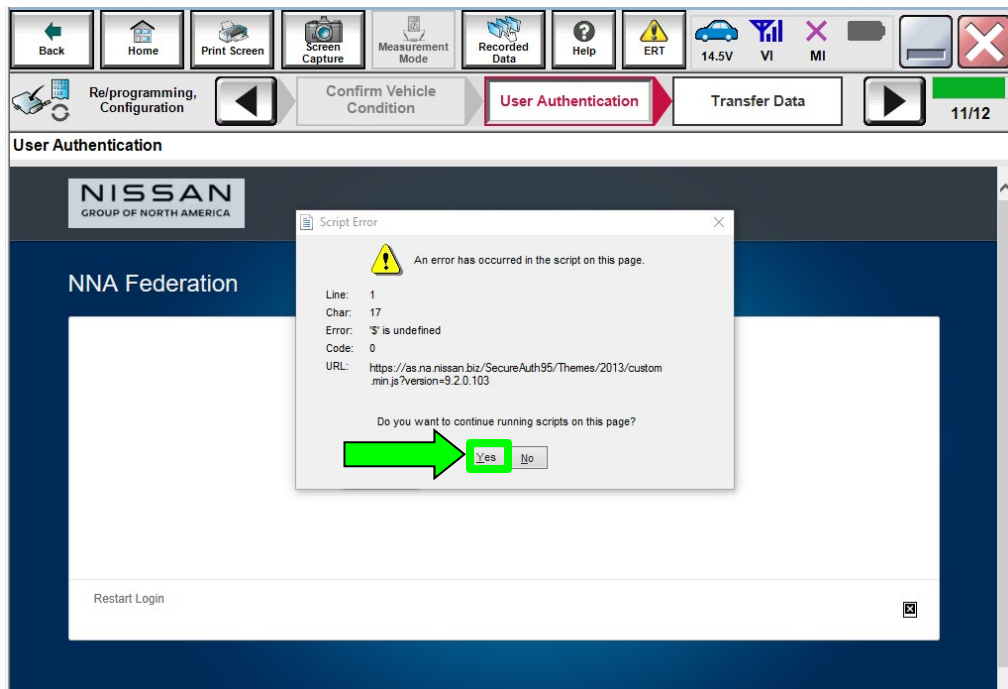 Back
Home
Print Screen
Screen Capture
Measurement Mode
Recorded Data
Help
ERT
14.5V
VI
MI
Re/programming, Configuration
Confirm Vehicle Condition
User Authentication
Transfer Data
11/12
User Authentication
NISSAN
GROUP OF NORTH AMERICA
Script Error
An error has occurred in the script on this page.
NNA Federation
Line: 1
Char: 17
Error: '$' is undefined
Code: 0
URL: https://as.na.nissan.biz/SecureAuth95/Themes/2013/custom
.min.js?version=9.2.0.103
Do you want to continue running scripts on this page?
Yes No
Restart Login